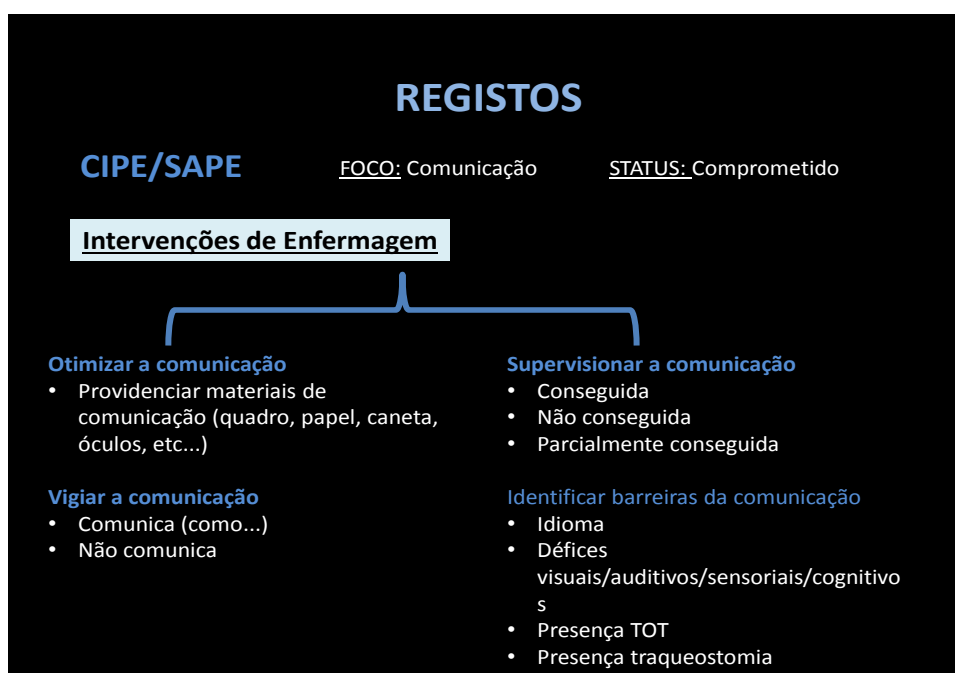 REGISTOS
CIPE/SAPE
FOCO: Comunicação
STATUS: Comprometido
Intervenções de Enfermagem
Otimizar a comunicação
• Providenciar materiais de
comunicação (quadro, papel, caneta,
óculos, etc...)
Vigiar a comunicação
• Comunica (como...)
• Não comunica
Supervisionar a comunicação
• Conseguida
• Não conseguida
• Parcialmente conseguida
Identificar barreiras da comunicação
• Idioma
• Défices
visuais/auditivos/sensoriais/cognitivo
s
• Presença TOT
• Presença traqueostomia